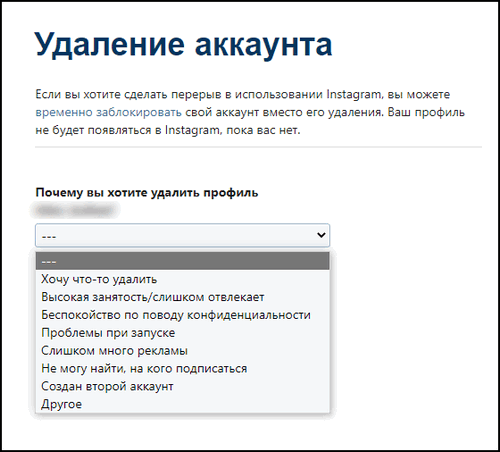 Удаление аккаунта
Если вы хотите сделать перерыв в использовании Instagram, вы можете
временно заблокировать свой аккаунт вместо его удаления. Ваш профиль
не будет появляться в Instagram, пока вас нет.
Почему вы хотите удалить профиль
---
---
Хочу что-то удалить
Высокая занятость/слишком отвлекает
Беспокойство по поводу конфиденциальности
Проблемы при запуске
Слишком много рекламы
Не могу найти, на кого подписаться
Создан второй аккаунт
Другое